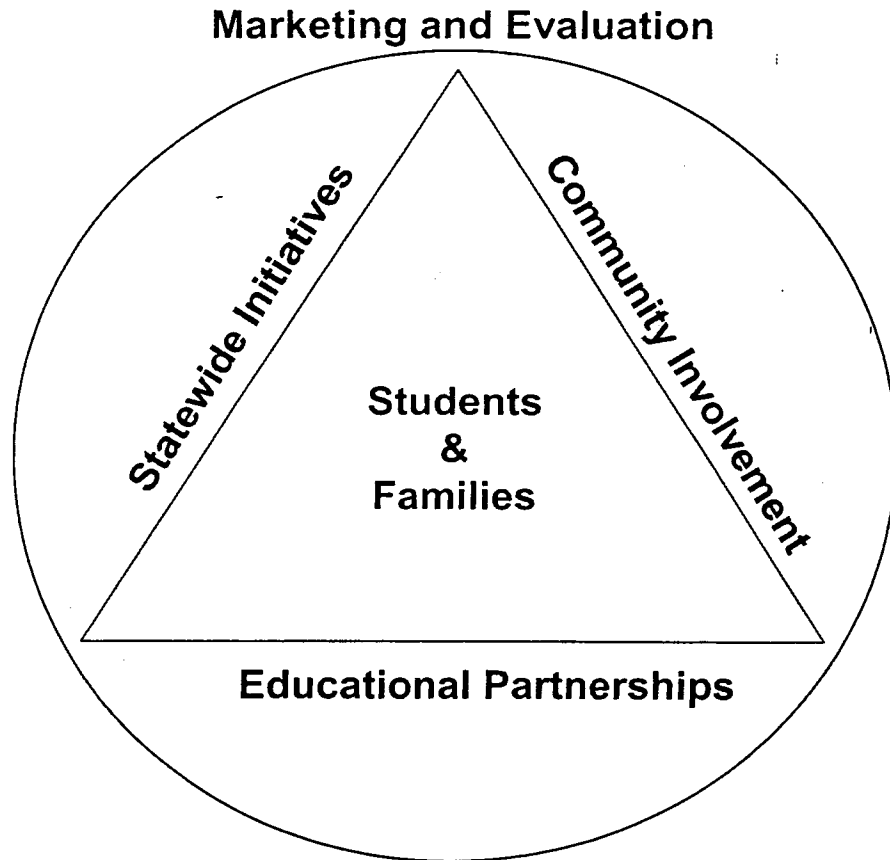 Marketing and Evaluation
Statewide Initiatives
Community Involvement
Students
&
Families
Educational Partnerships